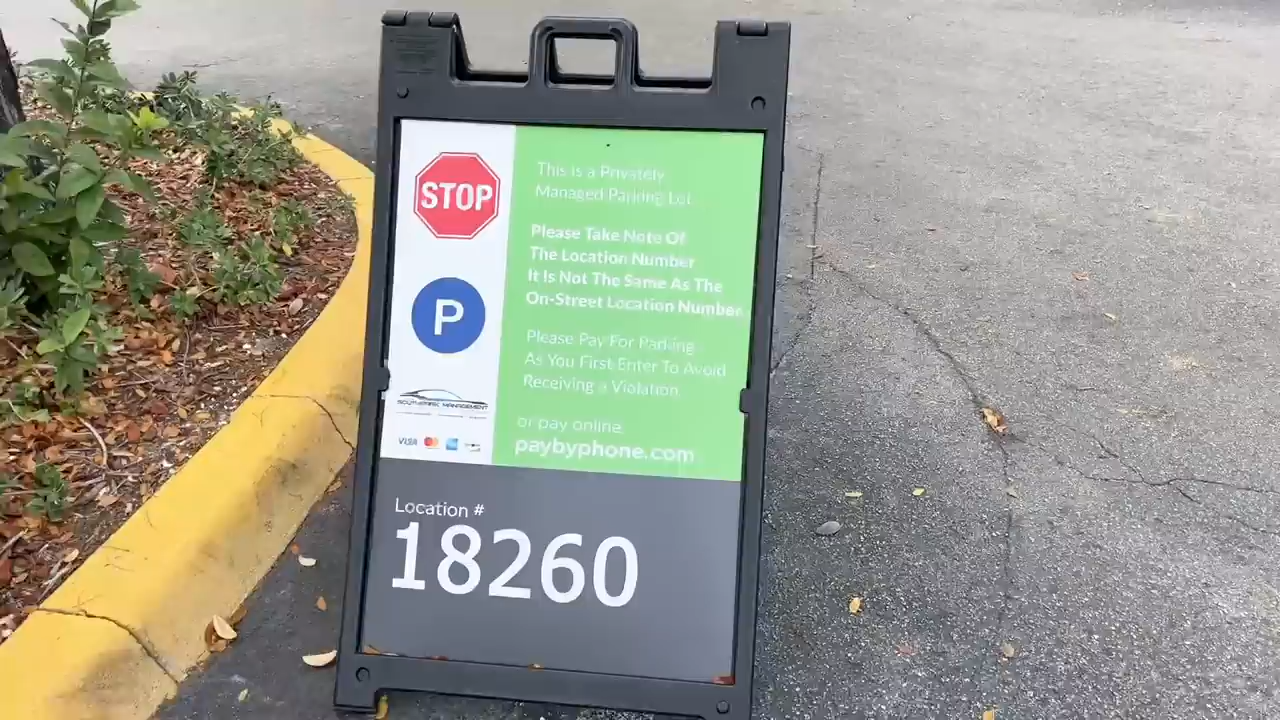 STOP
This Is a Privately
Managed Parking Lot
Please Take Note Of
The Location Number
It Is Not The Same As The
On-Street Location Number
P
Please Pay For Parking
As You First Enter To Avoid
Receiving a Violation
SOUTHPARK MANAGEMENT
or pay online.
paybyphone.com
VISA
Location #
18260